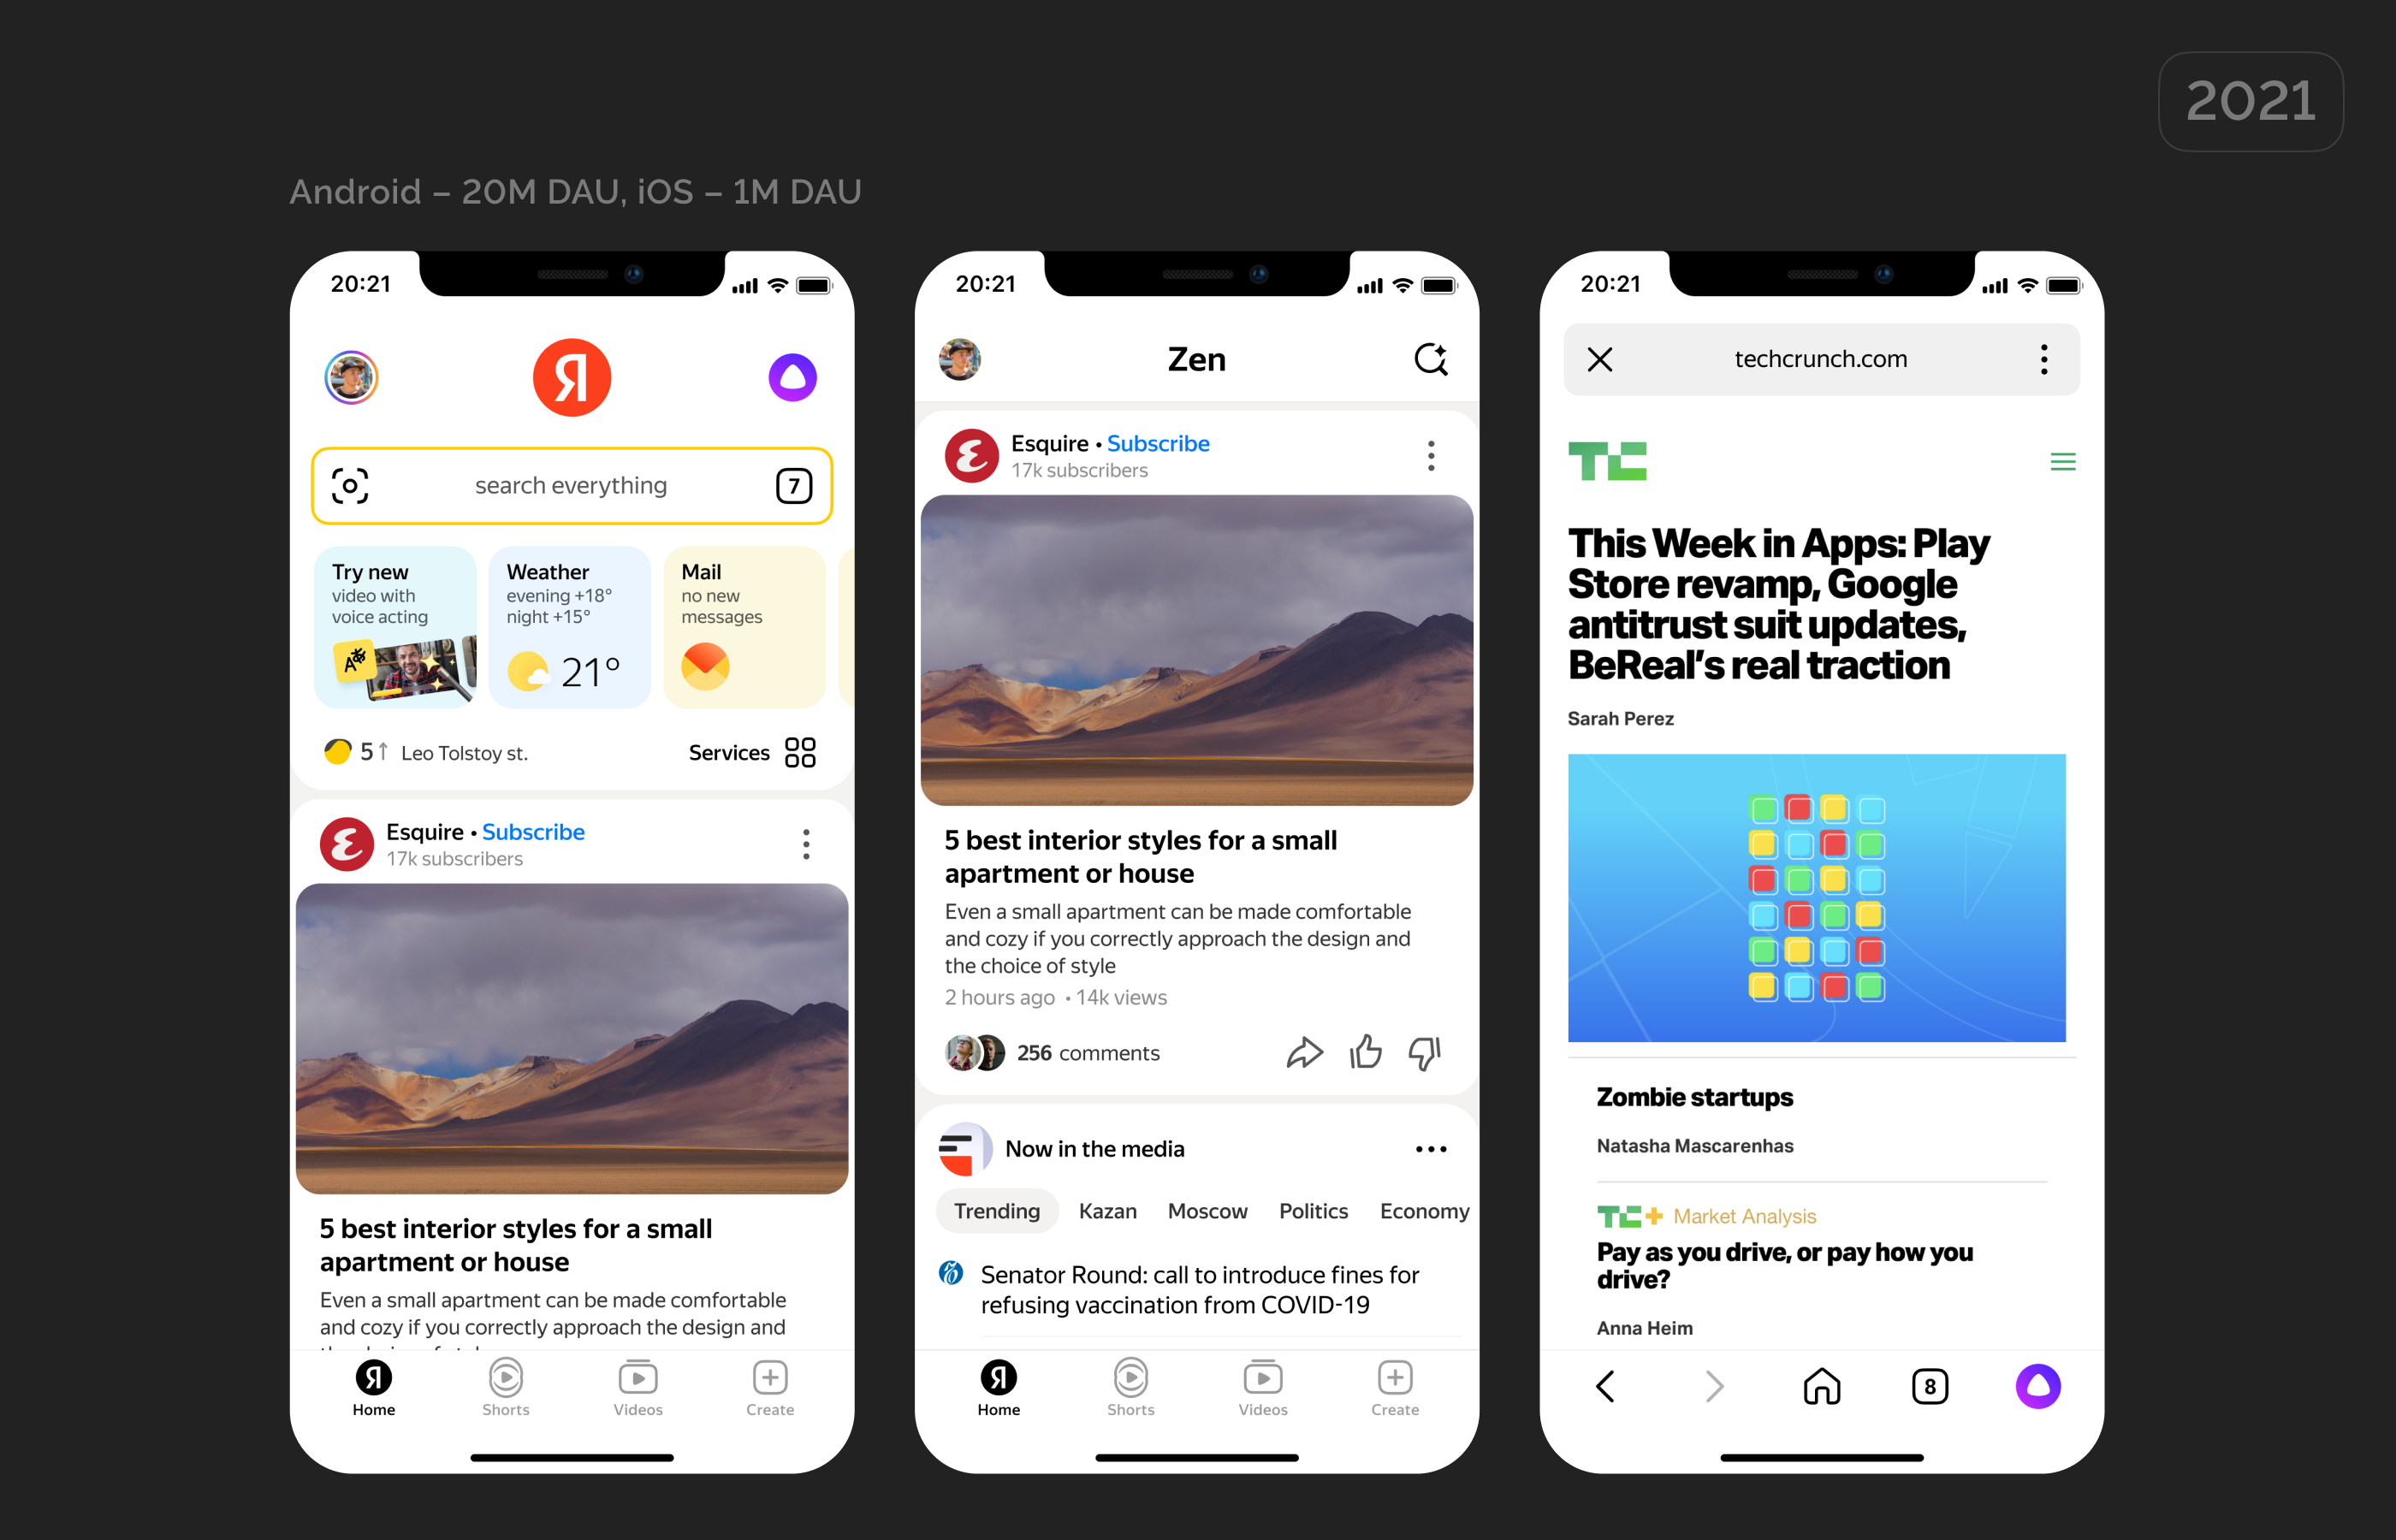 2021
Android – 20M DAU, iOS – 1M DAU
20:21
Я
search everything
7
Try new
video with
voice acting
Weather
evening +18°
night +15°
21°
Mail
no new
messages
5↑ Leo Tolstoy st.
Services
Esquire • Subscribe
17k subscribers
5 best interior styles for a small
apartment or house
Even a small apartment can be made comfortable
and cozy if you correctly approach the design and
Я
Home
Shorts
Videos
Create
20:21
Zen
Esquire • Subscribe
17k subscribers
5 best interior styles for a small
apartment or house
Even a small apartment can be made comfortable
and cozy if you correctly approach the design and
the choice of style
2 hours ago • 14k views
256 comments
Now in the media
Trending Kazan Moscow Politics Economy
Senator Round: call to introduce fines for
refusing vaccination from COVID-19
Я
Home
Shorts
Videos
Create
20:21
techcrunch.com
TC
This Week in Apps: Play
Store revamp, Google
antitrust suit updates,
BeReal’s real traction
Sarah Perez
Zombie startups
Natasha Mascarenhas
TC+ Market Analysis
Pay as you drive, or pay how you
drive?
Anna Heim
8